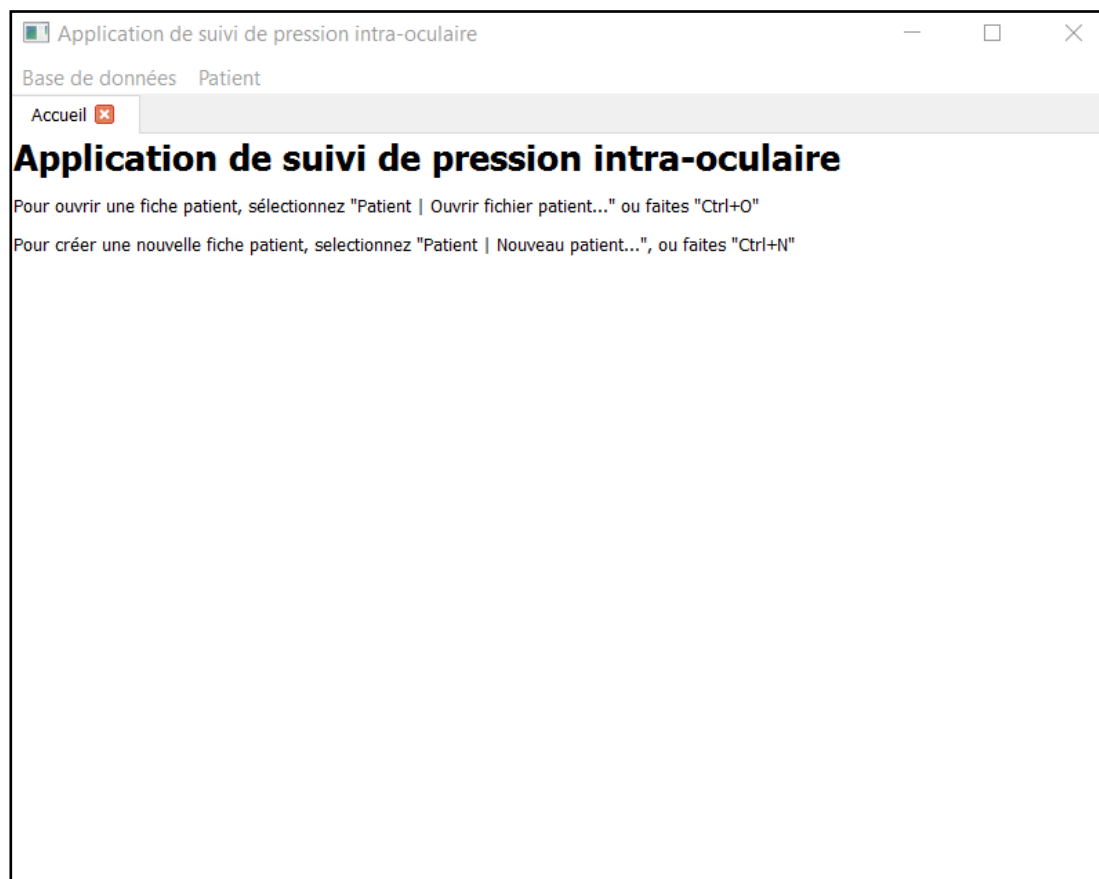 Application de suivi de pression intra-oculaire
Base de données Patient
Accueil
Application de suivi de pression intra-oculaire
Pour ouvrir une fiche patient, sélectionnez "Patient | Ouvrir fichier patient..." ou faites "Ctrl+O"
Pour créer une nouvelle fiche patient, selectionnez "Patient | Nouveau patient...", ou faites "Ctrl+N"